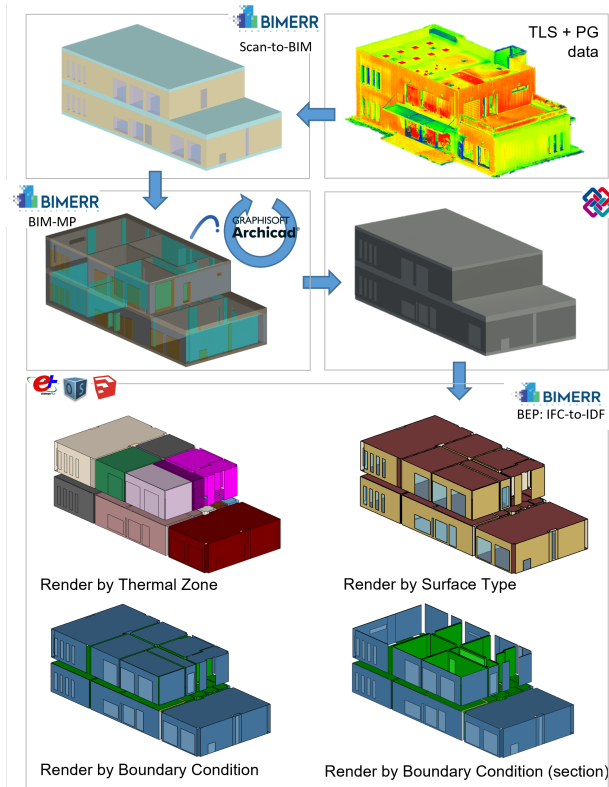 BIMERR
Scan-to-BIM
TLS + PG
data
BIMERR
BIM-MP
GRAPHISOFT
Archicad
BIMERR
BEP: IFC-to-IDF
Render by Thermal Zone
Render by Surface Type
Render by Boundary Condition
Render by Boundary Condition (section)